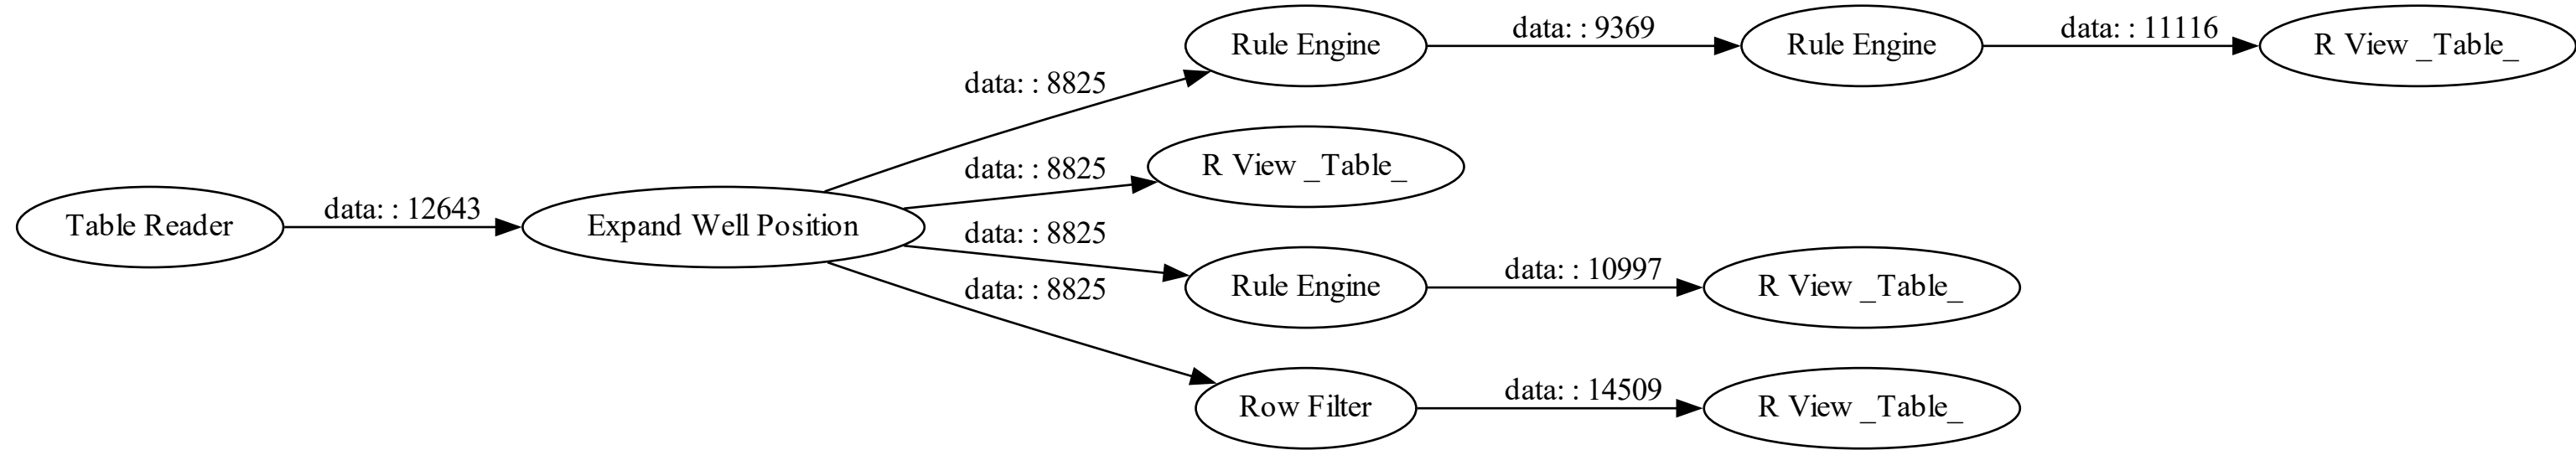 Rule Engine
data: : 9369
Rule Engine
data: : 11116
R View _Table_
data: : 8825
data: : 8825
R View _Table_
Table Reader
data: : 12643
Expand Well Position
data: : 8825
Rule Engine
data: : 10997
R View _Table_
data: : 8825
Row Filter
data: : 14509
R View _Table_